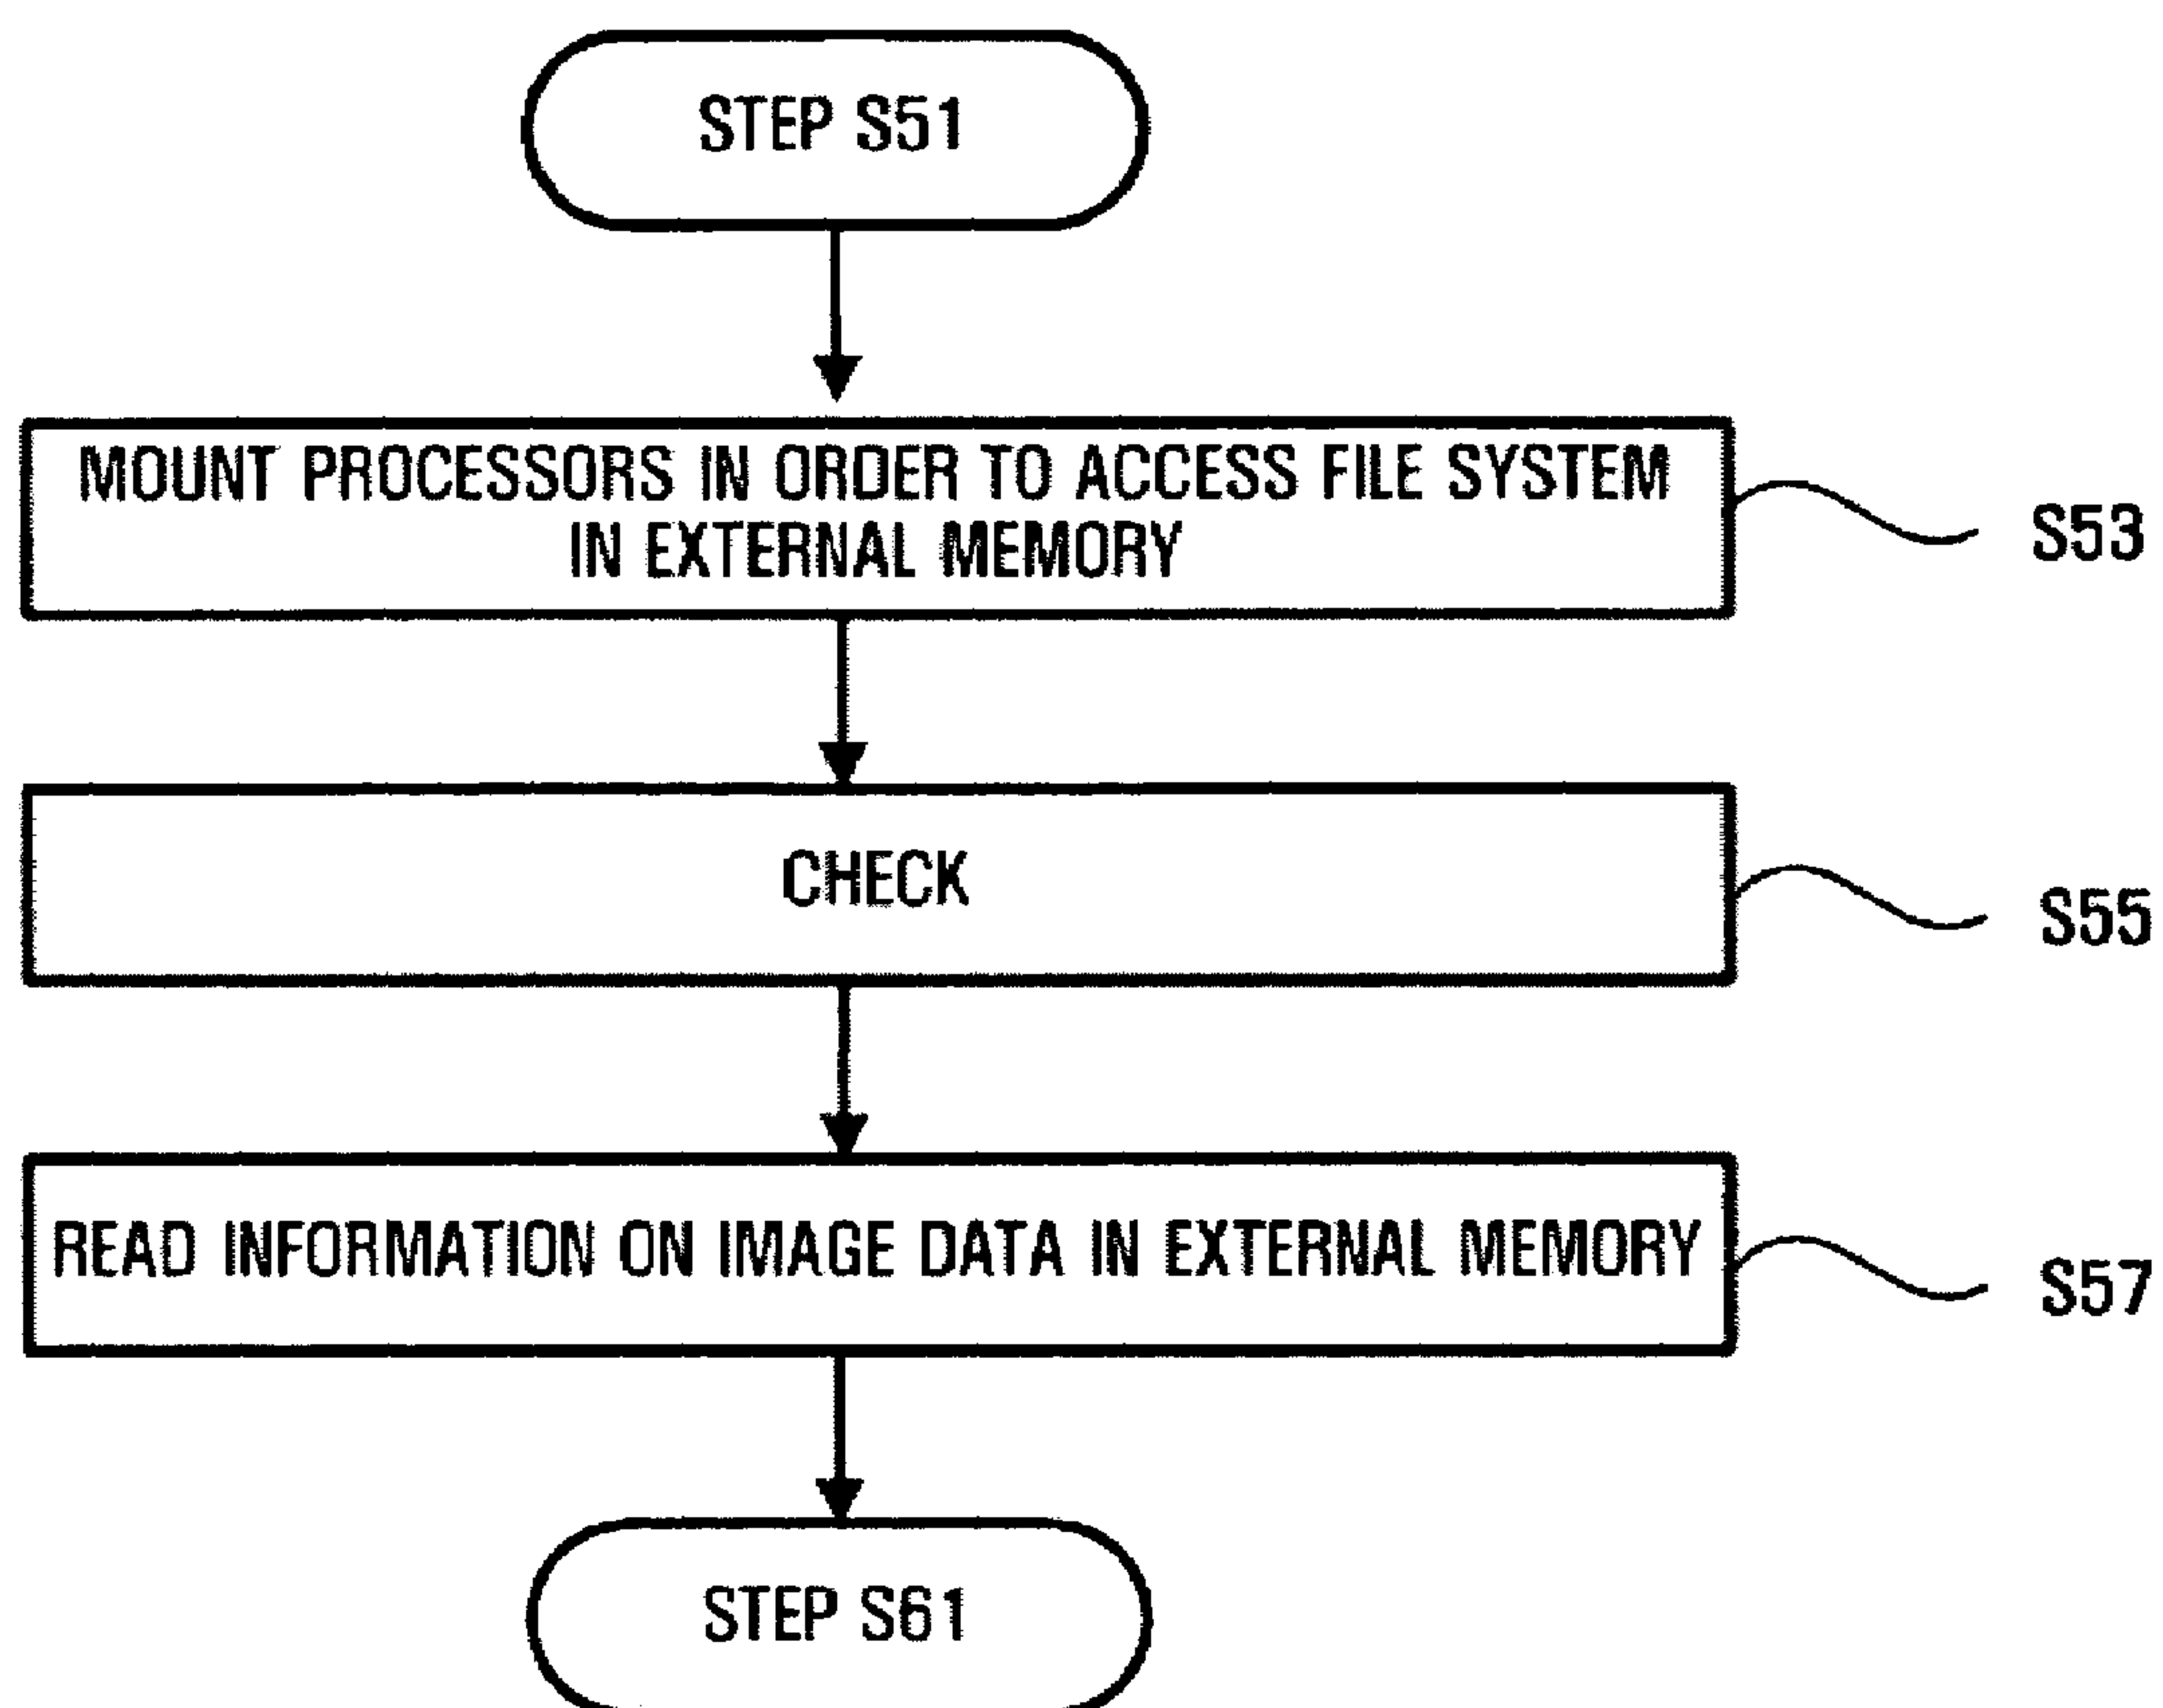 STEP S51
MOUNT PROCESSORS IN ORDER TO ACCESS FILE SYSTEM
IN EXTERNAL MEMORY
S53
CHECK
S55
READ INFORMATION ON IMAGE DATA IN EXTERNAL MEMORY
S57
STEP S61